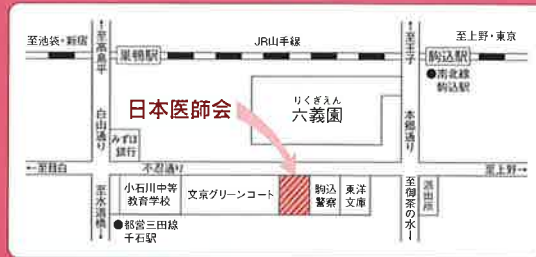 至池袋・新宿
←至高島平
巣鴨駅
JR山手線
←至王子
至上野・東京
駒込駅
●南北線
駒込駅
白山通り
みずほ
銀行
日本医師会
りくぎえん
六義園
本郷通り
←至目白
不忍通り
至上野→
至水道橋→
小石川中等
教育学校
文京グリーンコート
駒込
警察
東洋
文庫
至御茶の水→
派出所
●都営三田線
千石駅